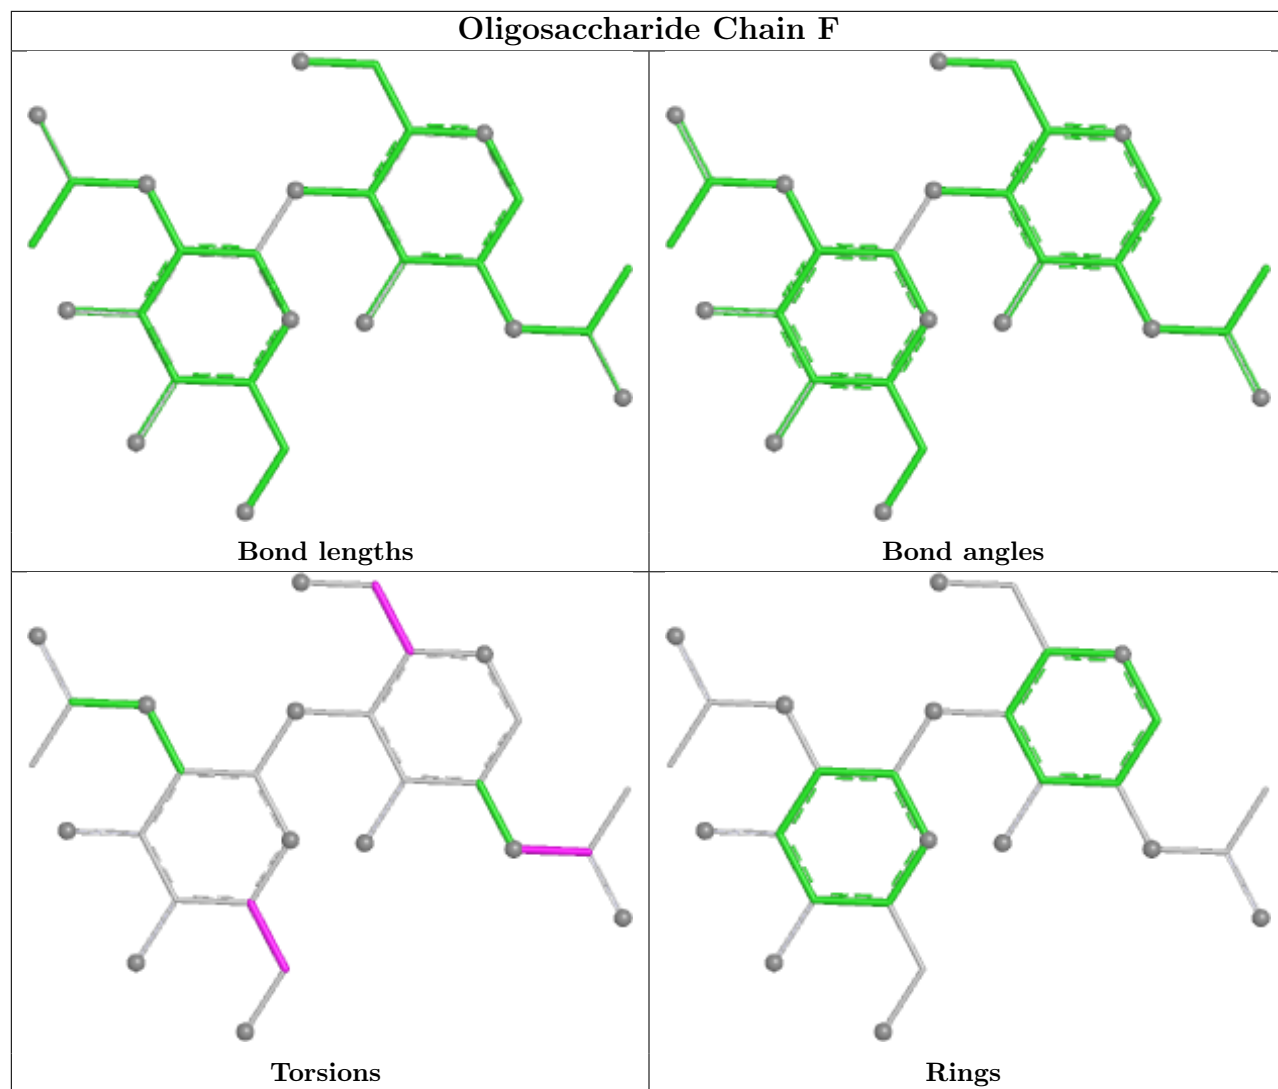 Oligosaccharide Chain F
Bond lengths
Bond angles
Torsions
Rings